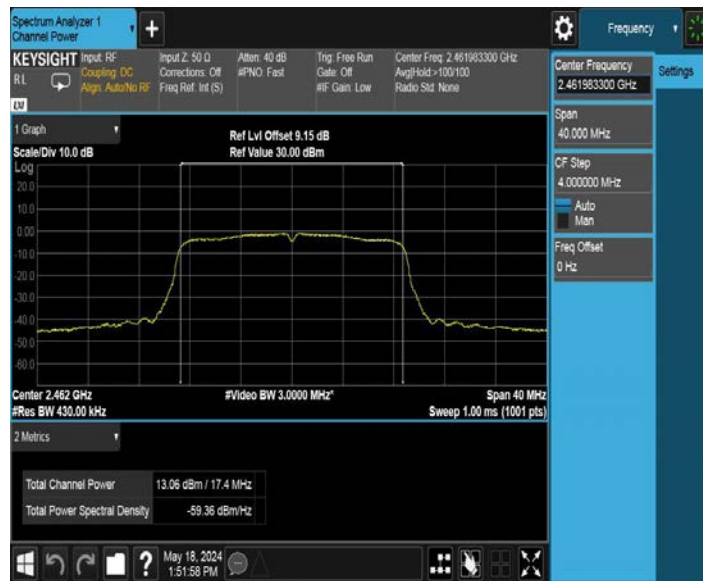 Spectrum Analyzer 1
Channel Power
+
Frequency
KEYSIGHT
RL
LXI
Input: RF
Coupling: DC
Align: Auto/No RF
Input Z: 50 Ω
Corrections: Off
Freq Ref: Int (S)
Atten: 40 dB
#PNO: Fast
Trig: Free Run
Gate: Off
#IF Gain: Low
Center Freq: 2.461983300 GHz
Avg|Hold:>100/100
Radio Std: None
Center Frequency
2.461983300 GHz
Settings
Span
40.000 MHz
CF Step
4.000000 MHz
Auto
Man
Freq Offset
0 Hz
1 Graph
Scale/Div 10.0 dB
Ref Lvl Offset 9.15 dB
Ref Value 30.00 dBm
Log
20.0
10.0
0.00
-10.0
-20.0
-30.0
-40.0
-50.0
-60.0
Center 2.462 GHz
#Res BW 430.00 kHz
#Video BW 3.0000 MHz*
Span 40 MHz
Sweep 1.00 ms (1001 pts)
2 Metrics
Total Channel Power 13.06 dBm / 17.4 MHz
Total Power Spectral Density -59.36 dBm/Hz
?
May 18, 2024
1:51:58 PM